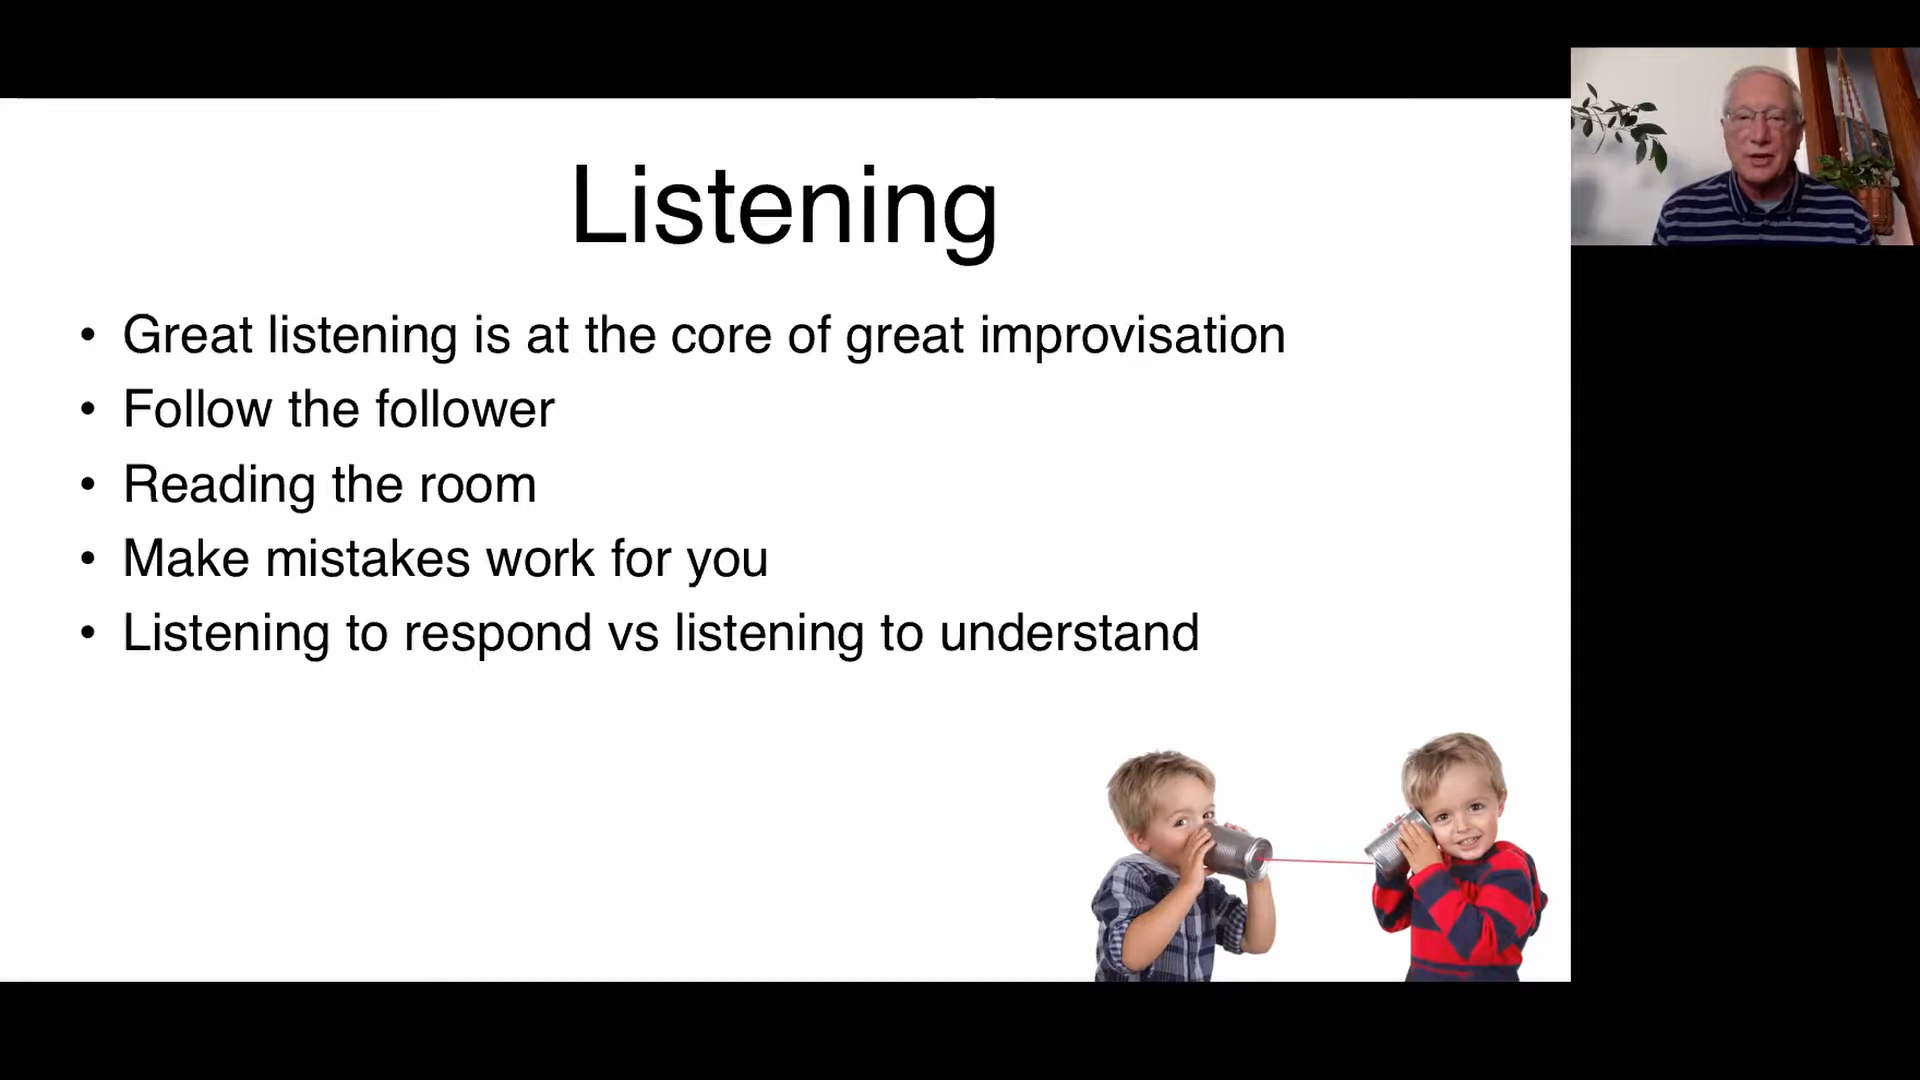 Listening
• Great listening is at the core of great improvisation
• Follow the follower
• Reading the room
• Make mistakes work for you
• Listening to respond vs listening to understand